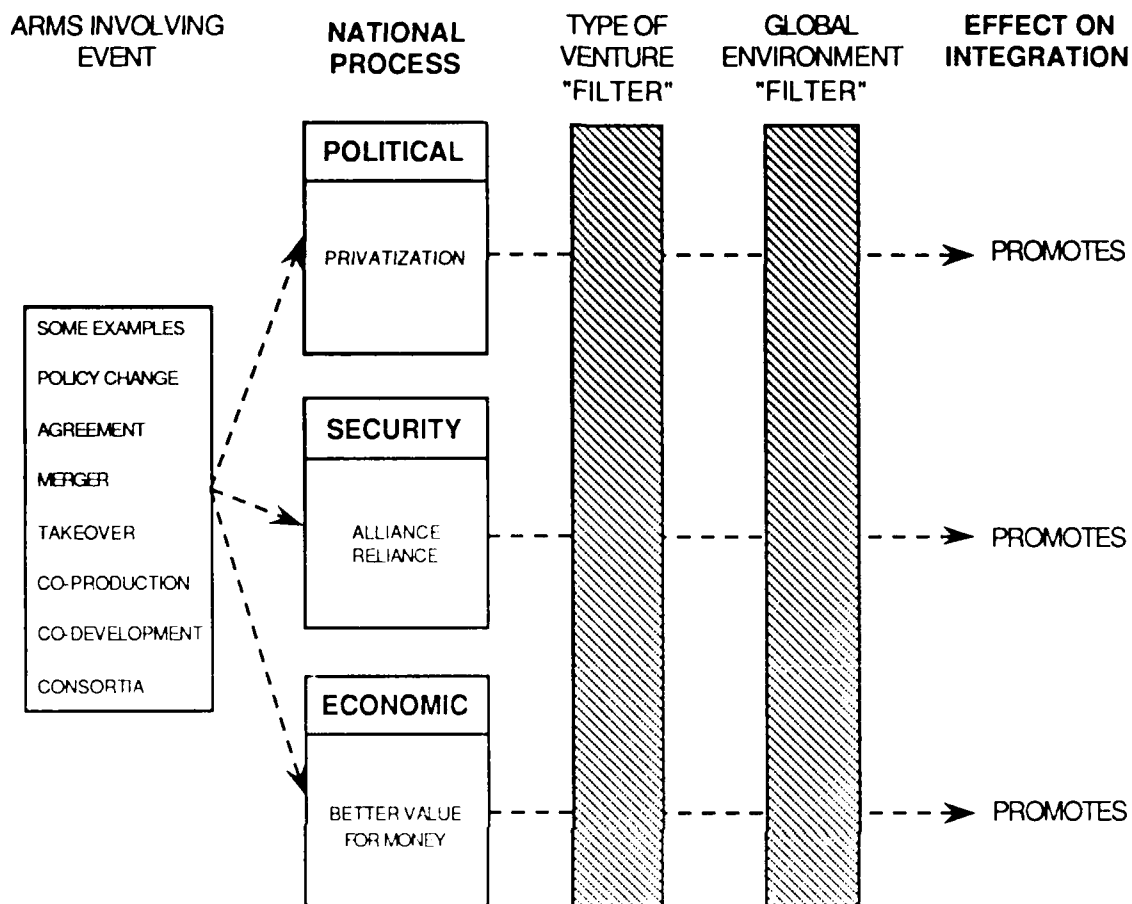 ARMS INVOLVING
EVENT
NATIONAL
PROCESS
TYPE OF
VENTURE
"FILTER"
GLOBAL
ENVIRONMENT
"FILTER"
EFFECT ON
INTEGRATION
SOME EXAMPLES
POLICY CHANGE
AGREEMENT
MERGER
TAKEOVER
CO-PRODUCTION
CO-DEVELOPMENT
CONSORTIA
POLITICAL
PRIVATIZATION
PROMOTES
SECURITY
ALLIANCE
RELIANCE
PROMOTES
ECONOMIC
BETTER VALUE
FOR MONEY
PROMOTES